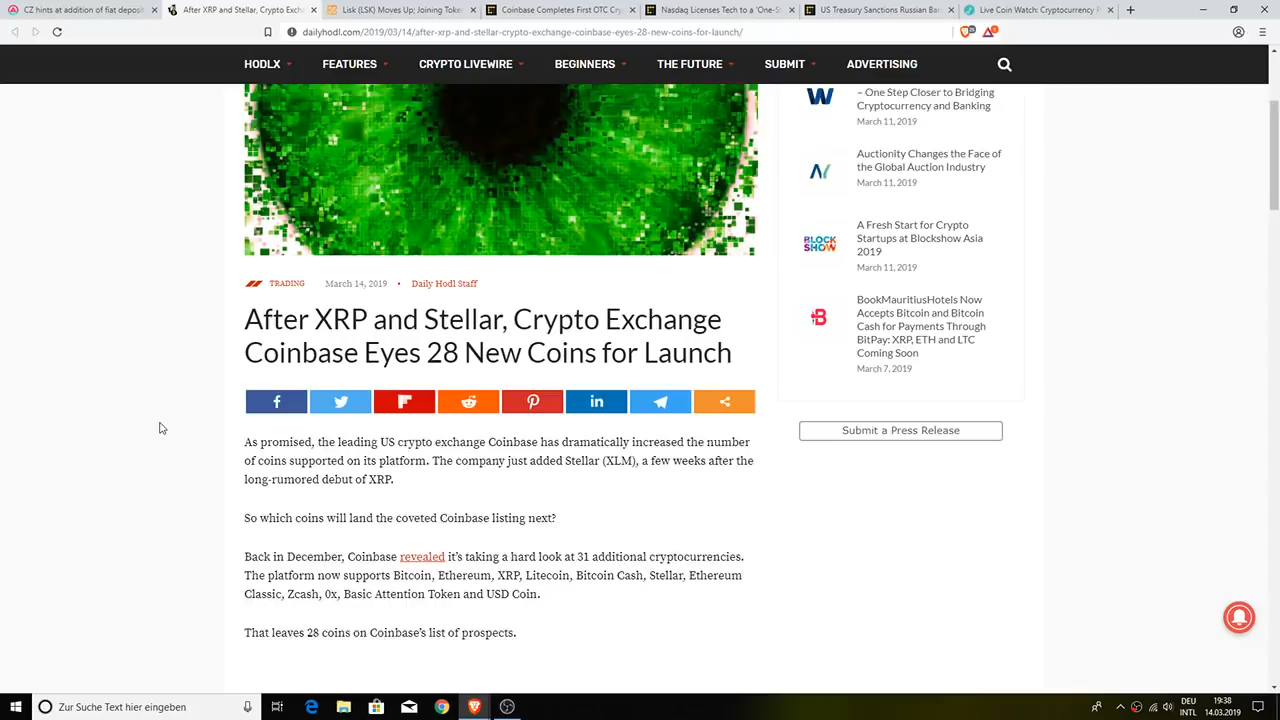 CZ hints at addition of fiat deposit
After XRP and Stellar, Crypto Exch
Lisk (LSK) Moves Up; Joining Toke
Coinbase Completes First OTC Cry
Nasdaq Licenses Tech to a 'One-S
US Treasury Sanctions Russian Ba
Live Coin Watch: Cryptocurrency P
dailyhodl.com/2019/03/14/after-xrp-and-stellar-crypto-exchange-coinbase-eyes-28-new-coins-for-launch/
HODLX FEATURES CRYPTO LIVEWIRE BEGINNERS THE FUTURE SUBMIT ADVERTISING
TRADING March 14, 2019 • Daily Hodl Staff
After XRP and Stellar, Crypto Exchange
Coinbase Eyes 28 New Coins for Launch
As promised, the leading US crypto exchange Coinbase has dramatically increased the number
of coins supported on its platform. The company just added Stellar (XLM), a few weeks after the
long-rumored debut of XRP.
So which coins will land the coveted Coinbase listing next?
Back in December, Coinbase revealed it's taking a hard look at 31 additional cryptocurrencies.
The platform now supports Bitcoin, Ethereum, XRP, Litecoin, Bitcoin Cash, Stellar, Ethereum
Classic, Zcash, 0x, Basic Attention Token and USD Coin.
That leaves 28 coins on Coinbase's list of prospects.
W
– One Step Closer to Bridging
Cryptocurrency and Banking
March 11, 2019
Auctionity Changes the Face of
the Global Auction Industry
March 11, 2019
BLOCK
SHOW
A Fresh Start for Crypto
Startups at Blockshow Asia
2019
March 11, 2019
BookMauritiusHotels Now
Accepts Bitcoin and Bitcoin
Cash for Payments Through
BitPay: XRP, ETH and LTC
Coming Soon
March 7, 2019
Submit a Press Release
Zur Suche Text hier eingeben
DEU
INTL
19:38
14.03.2019